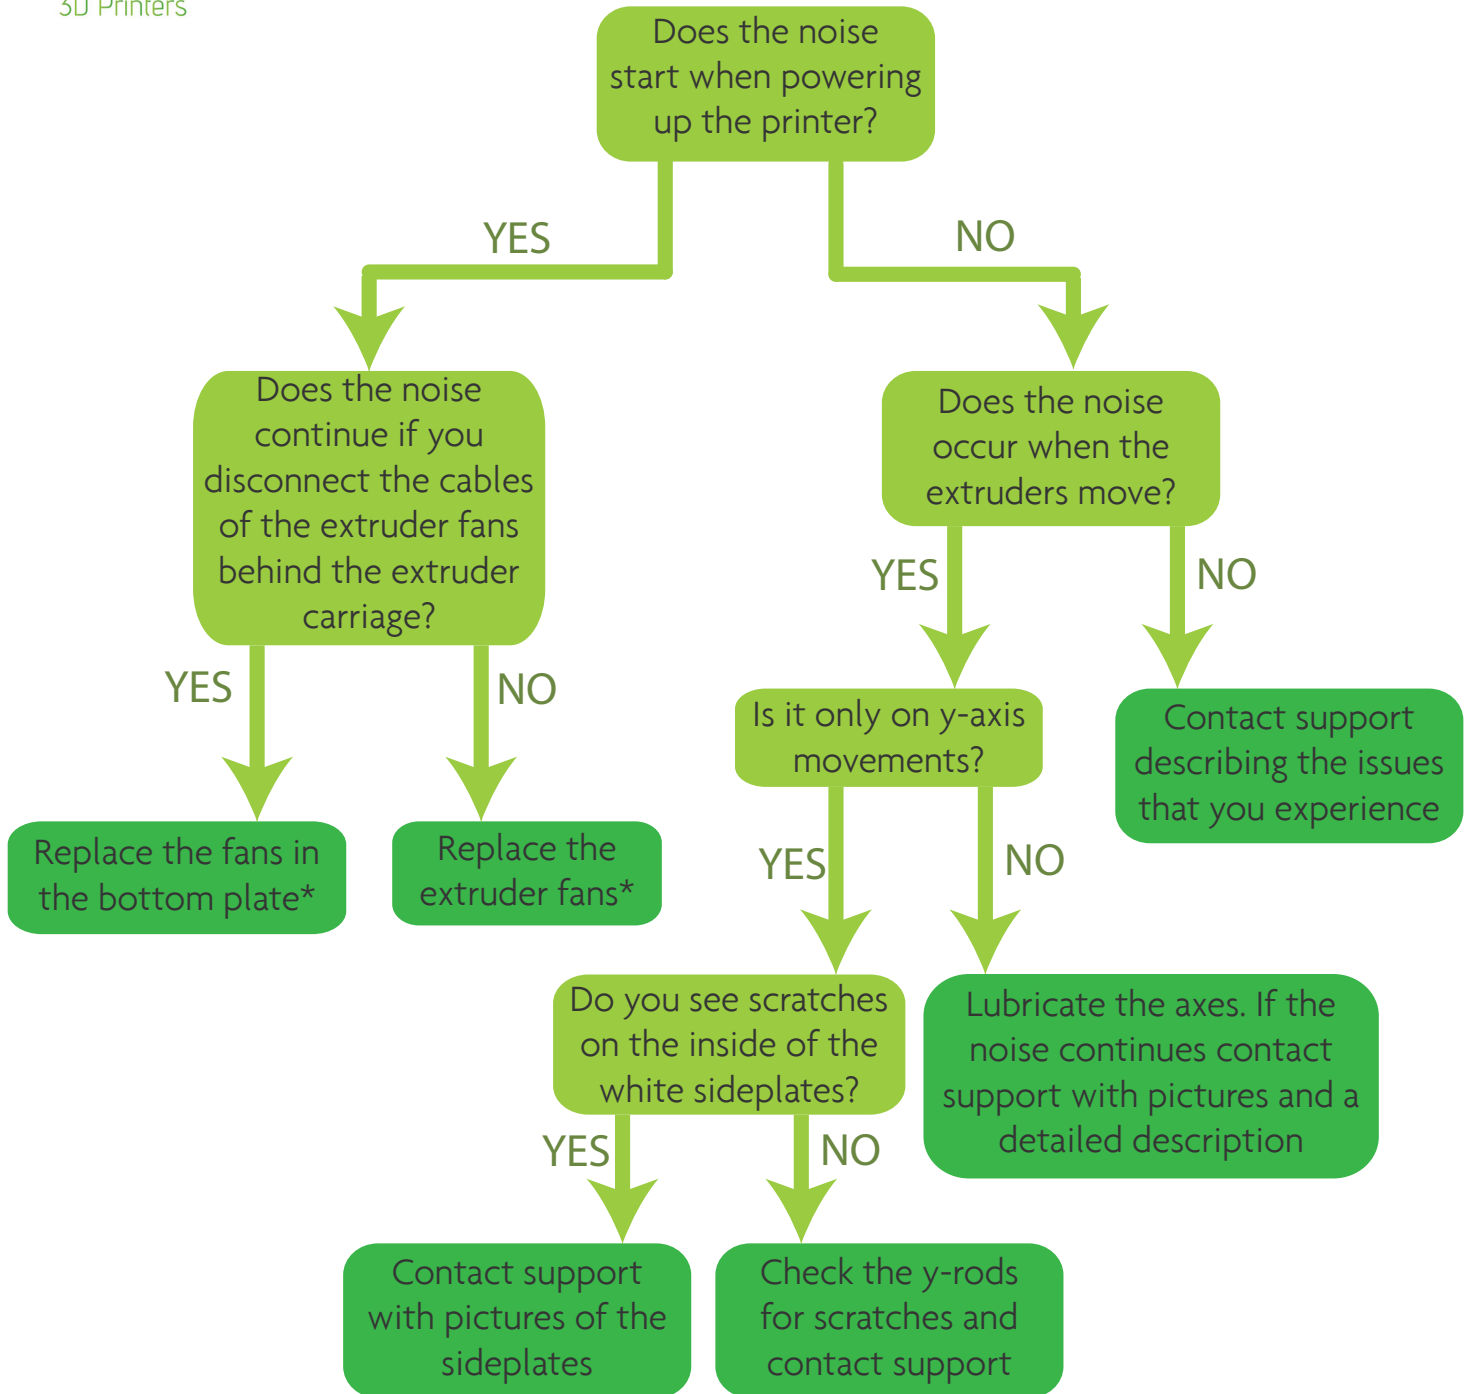 3D Printers
Does the noise
start when powering
up the printer?
YES
NO
Does the noise
continue if you
disconnect the cables
of the extruder fans
behind the extruder
carriage?
Does the noise
occur when the
extruders move?
YES
NO
YES
NO
Is it only on y-axis
movements?
Contact support
describing the issues
that you experience
Replace the fans in
the bottom plate*
Replace the
extruder fans*
YES
NO
Do you see scratches
on the inside of the
white sideplates?
Lubricate the axes. If the
noise continues contact
support with pictures and a
detailed description
YES
NO
Contact support
with pictures of the
sideplates
Check the y-rods
for scratches and
contact support